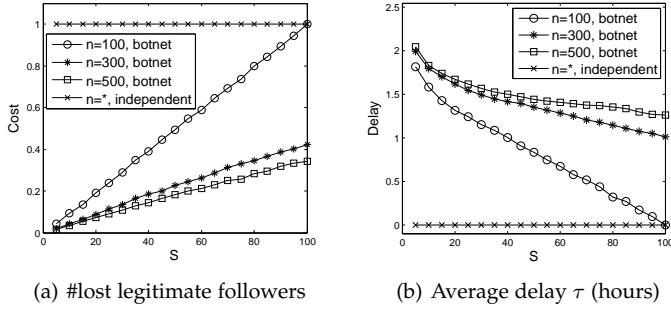 1
0.8
0.6
0.4
0.2
0
Cost
0 20 40 60 80 100
S
n=100, botnet
n=300, botnet
n=500, botnet
n=*, independent
(a) #lost legitimate followers
2.5
2
1.5
1
0.5
0
Delay
0 20 40 60 80 100
S
n=100, botnet
n=300, botnet
n=500, botnet
n=*, independent
(b) Average delay τ (hours)